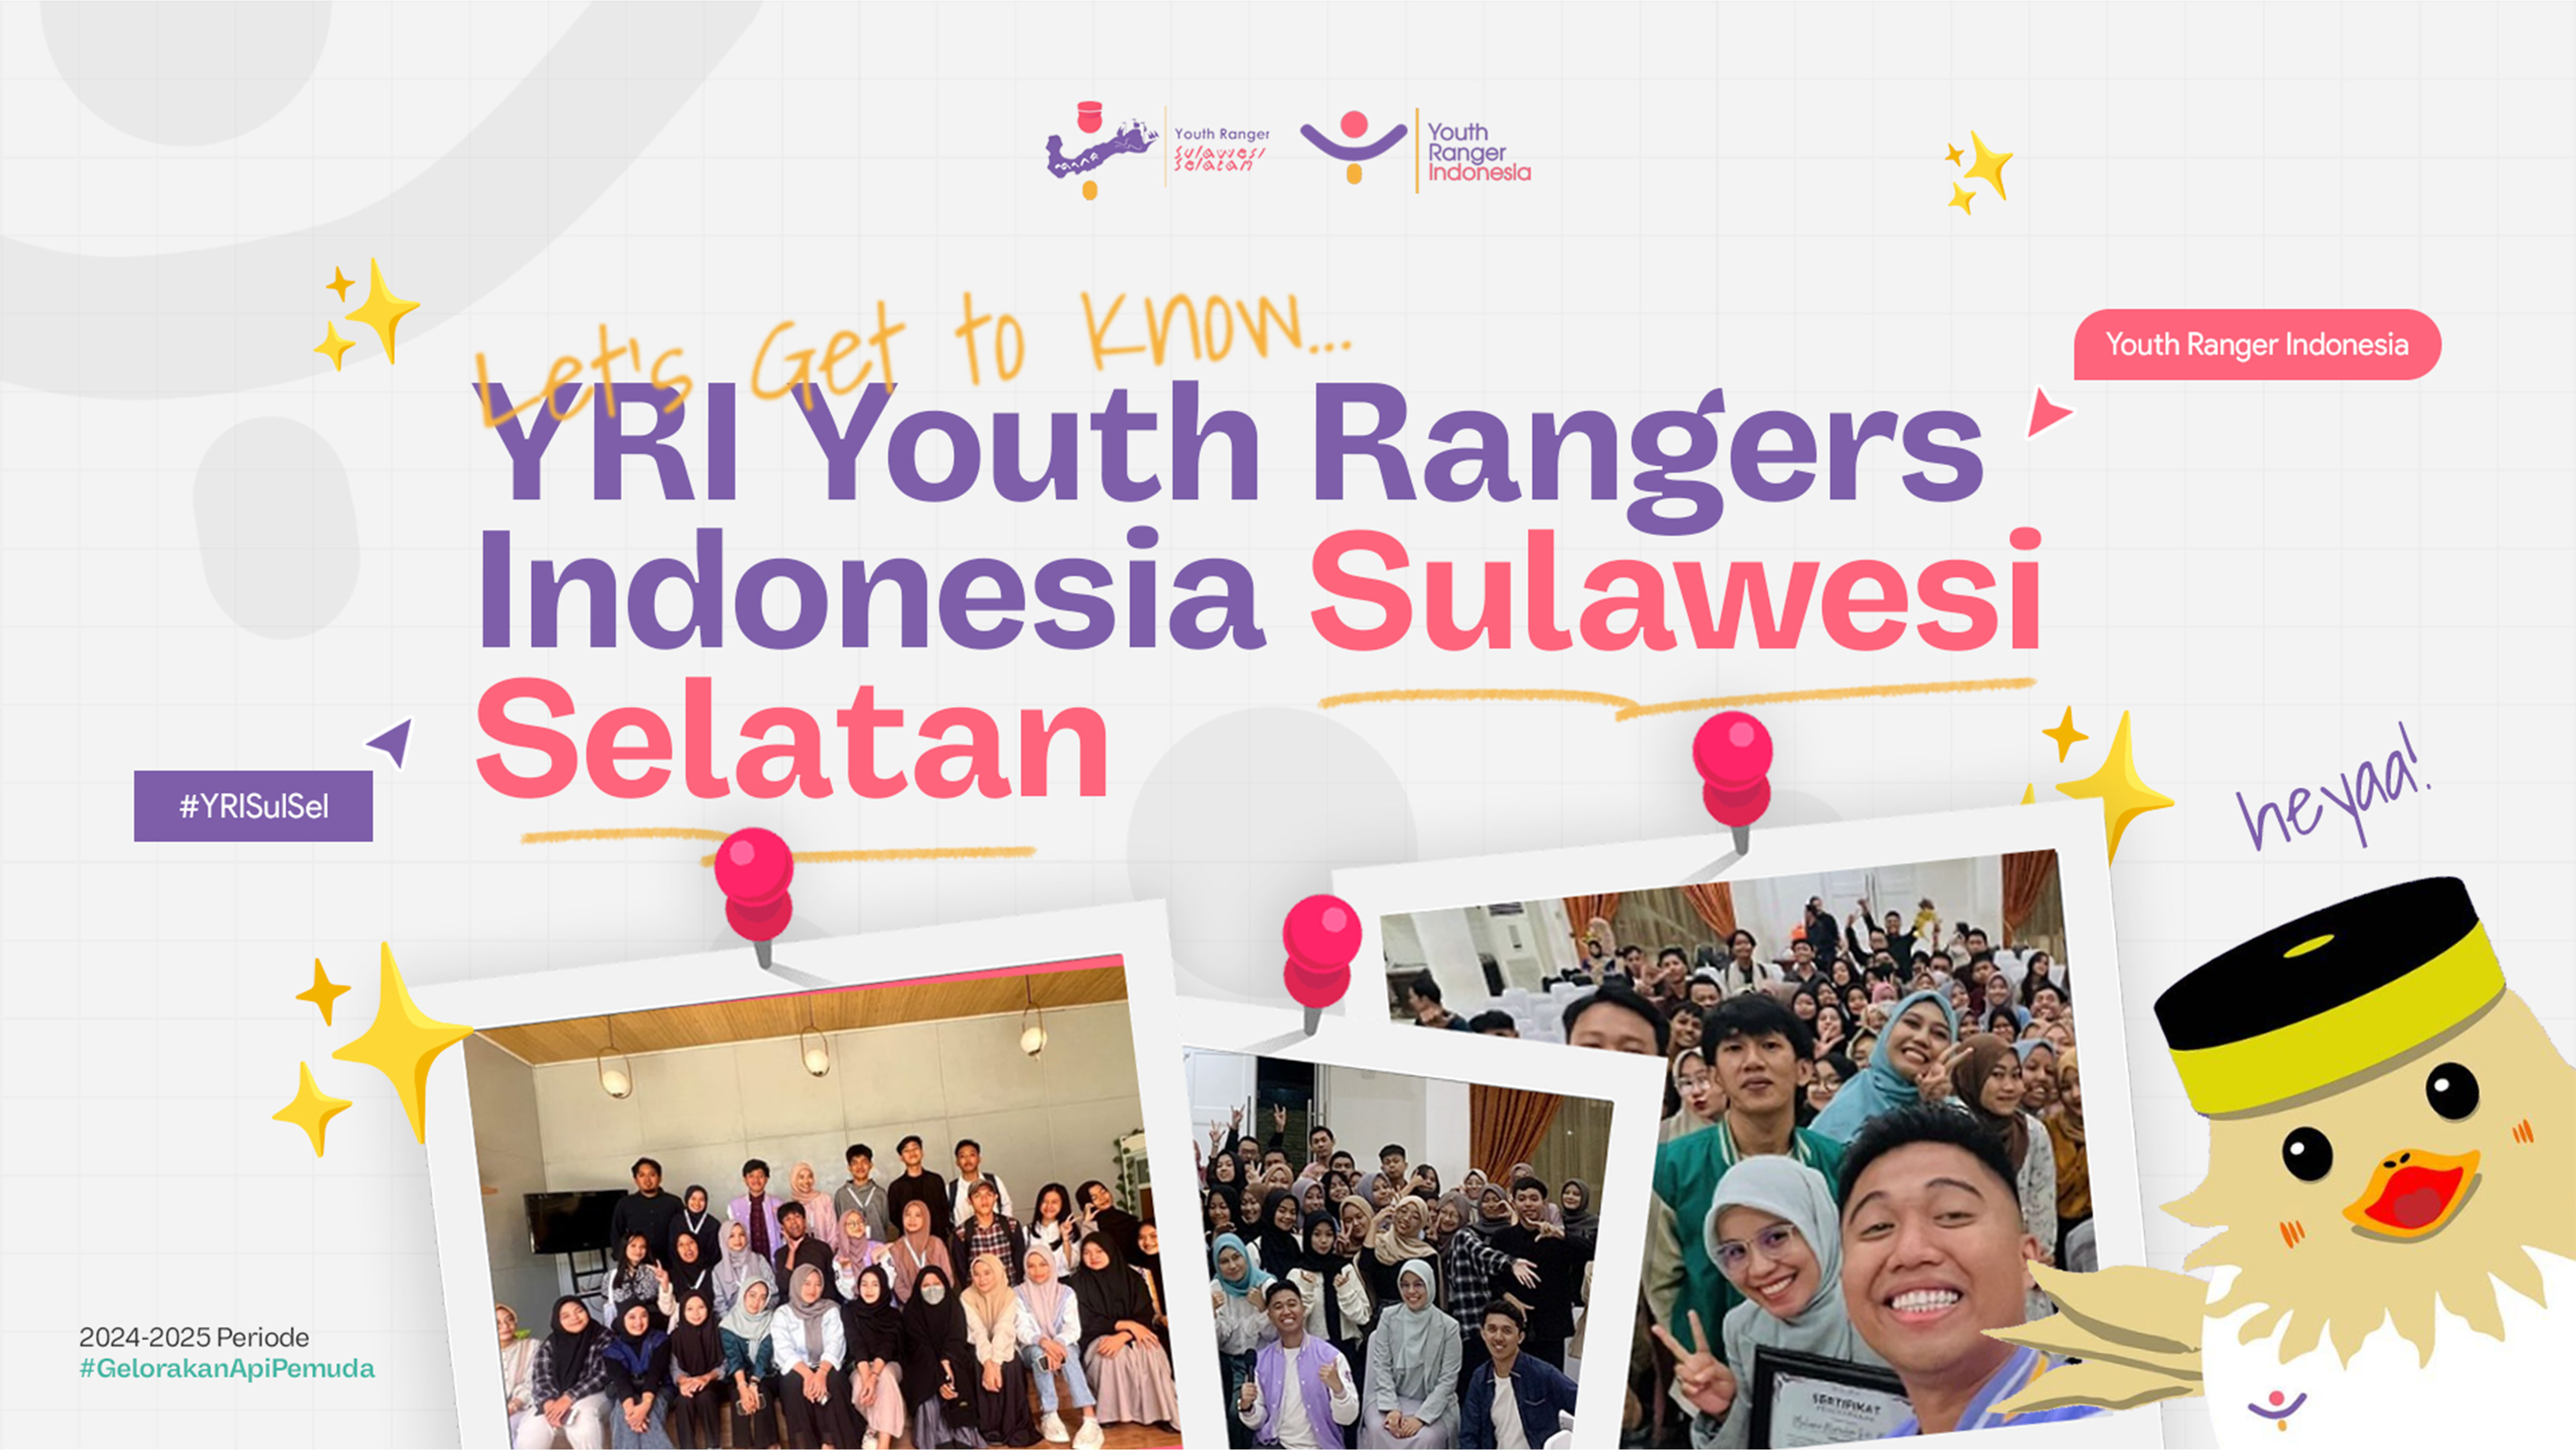 Youth Ranger
Sulawesi
Selatan
Youth
Ranger
Indonesia
Let's Get to Know...
Youth Ranger Indonesia
YRI Youth Rangers
Indonesia Sulawesi
Selatan
#YRISulSel
heyaa!
SERTIFIKAT
2024-2025 Periode
#GelorakanApiPemuda